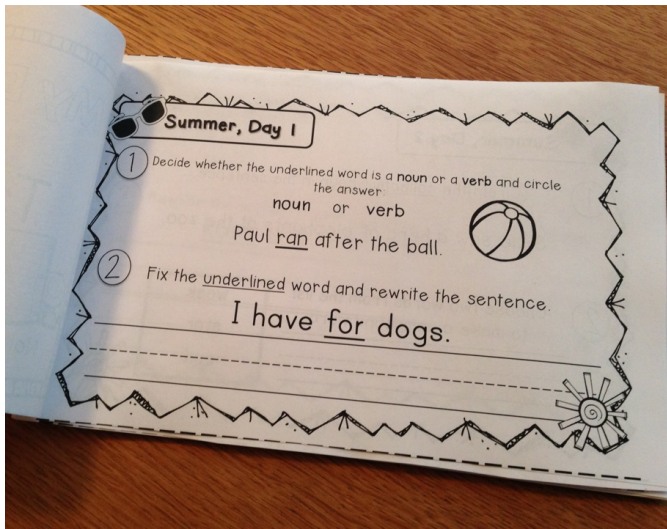 Summer, Day 1
1 Decide whether the underlined word is a noun or a verb and circle
the answer:
noun or verb
Paul ran after the ball.
2 Fix the underlined word and rewrite the sentence.
I have for dogs.